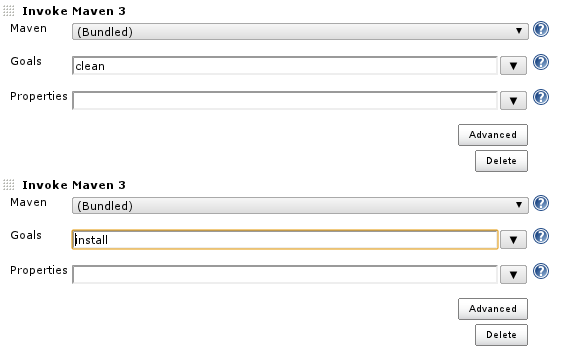 Invoke Maven 3
Maven (Bundled)
Goals clean
Properties
Advanced
Delete
Invoke Maven 3
Maven (Bundled)
Goals install
Properties
Advanced
Delete